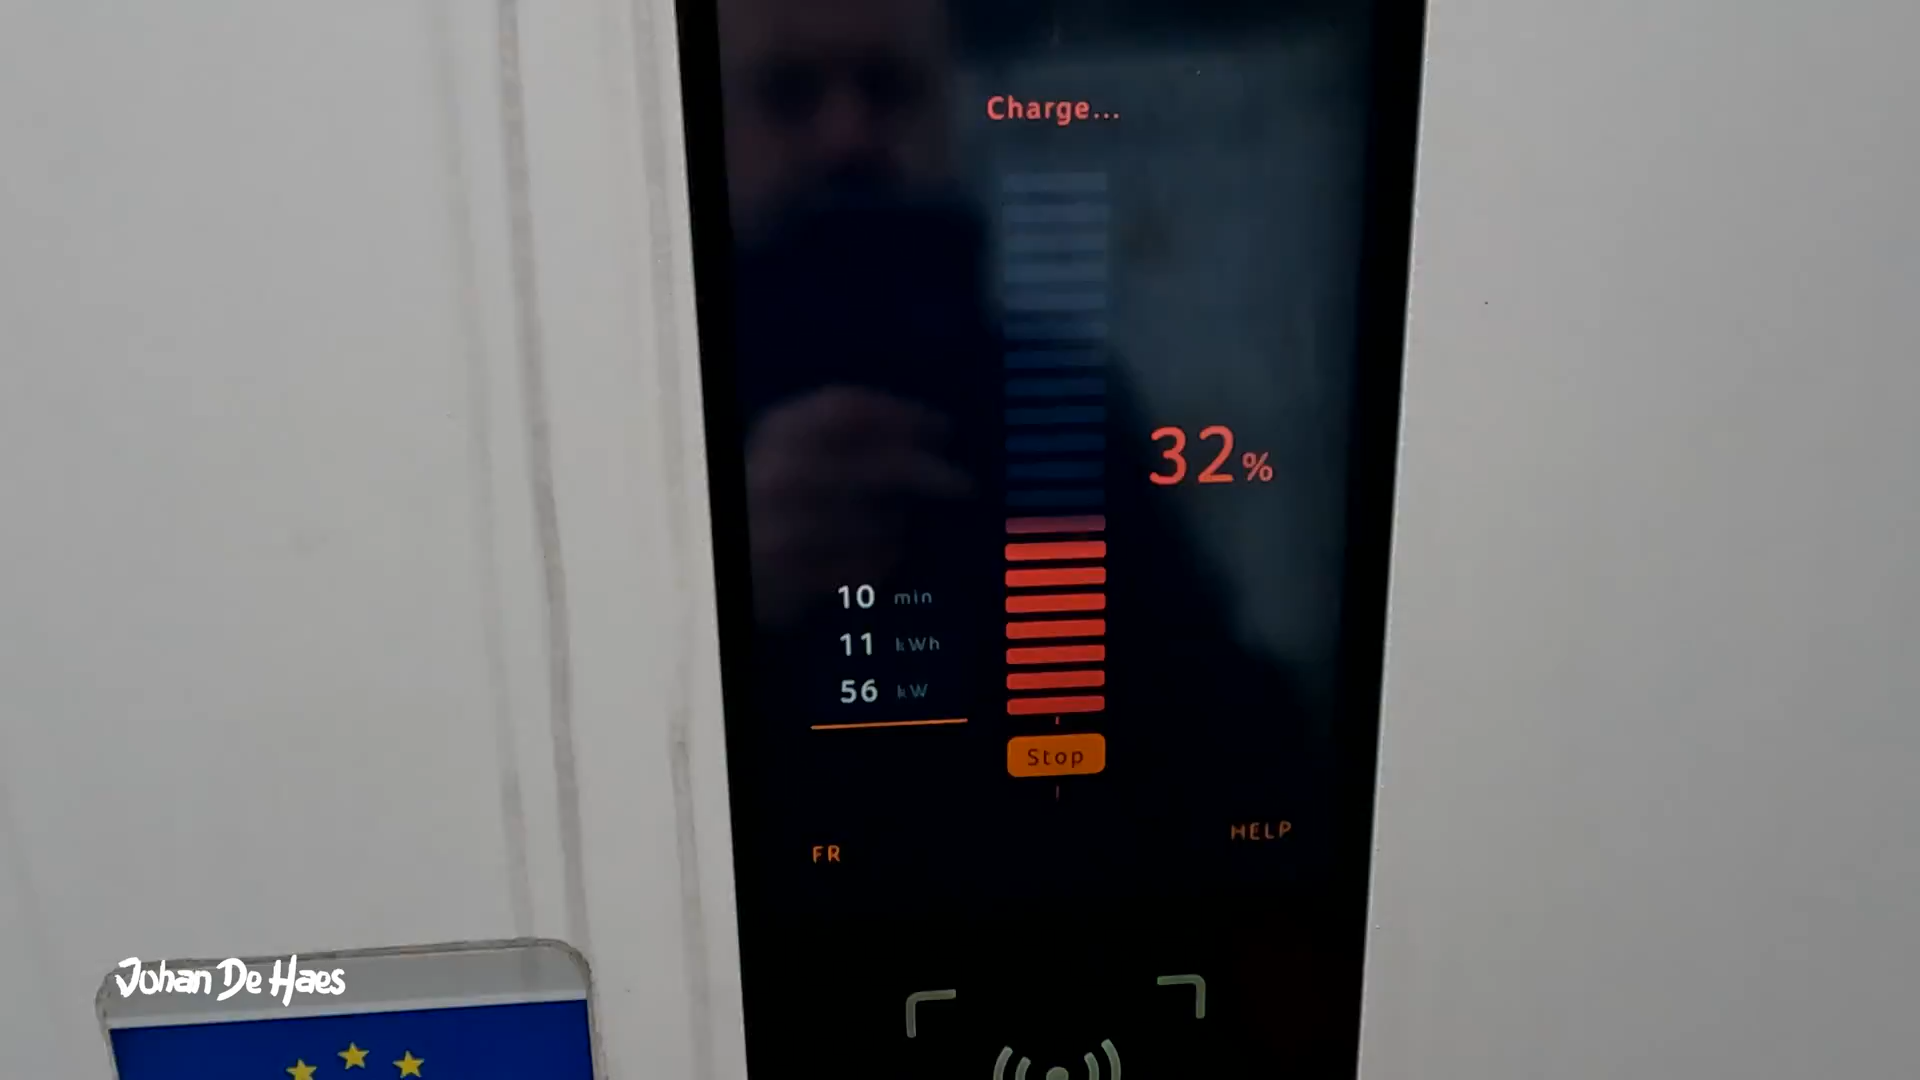 Charge...
32%
10 min
11 kWh
56 kW
Stop
HELP
FR
Johan De Haes